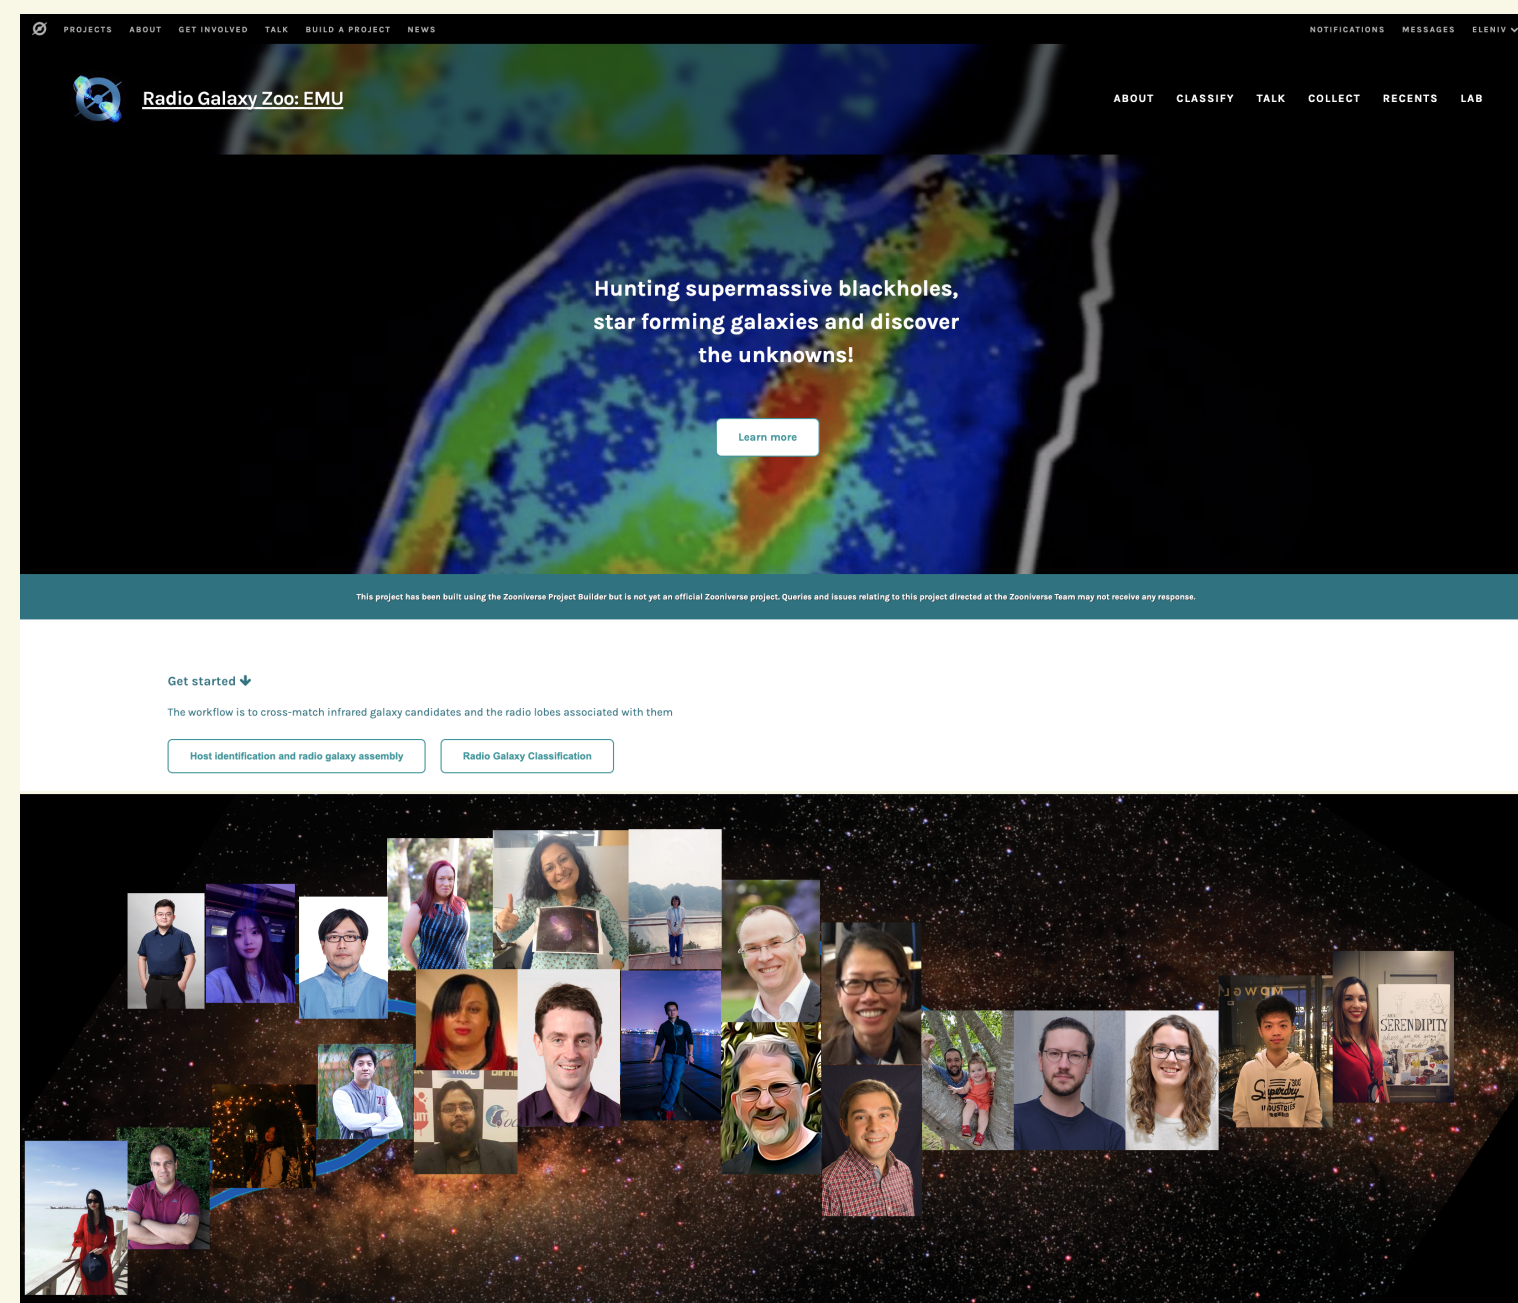 PROJECTS ABOUT GET INVOLVED TALK BUILD A PROJECT NEWS
NOTIFICATIONS MESSAGES ELENIV
Radio Galaxy Zoo: EMU
ABOUT CLASSIFY TALK COLLECT RECENTS LAB
Hunting supermassive blackholes,
star forming galaxies and discover
the unknowns!
Learn more
This project has been built using the Zooniverse Project Builder but is not yet an official Zooniverse project. Queries and issues relating to this project directed at the Zooniverse Team may not receive any response.
Get started
The workflow is to cross-match infrared galaxy candidates and the radio lobes associated with them
Host identification and radio galaxy assembly
Radio Galaxy Classification
SERENDIPITY
Superdry
INDUSTRIES